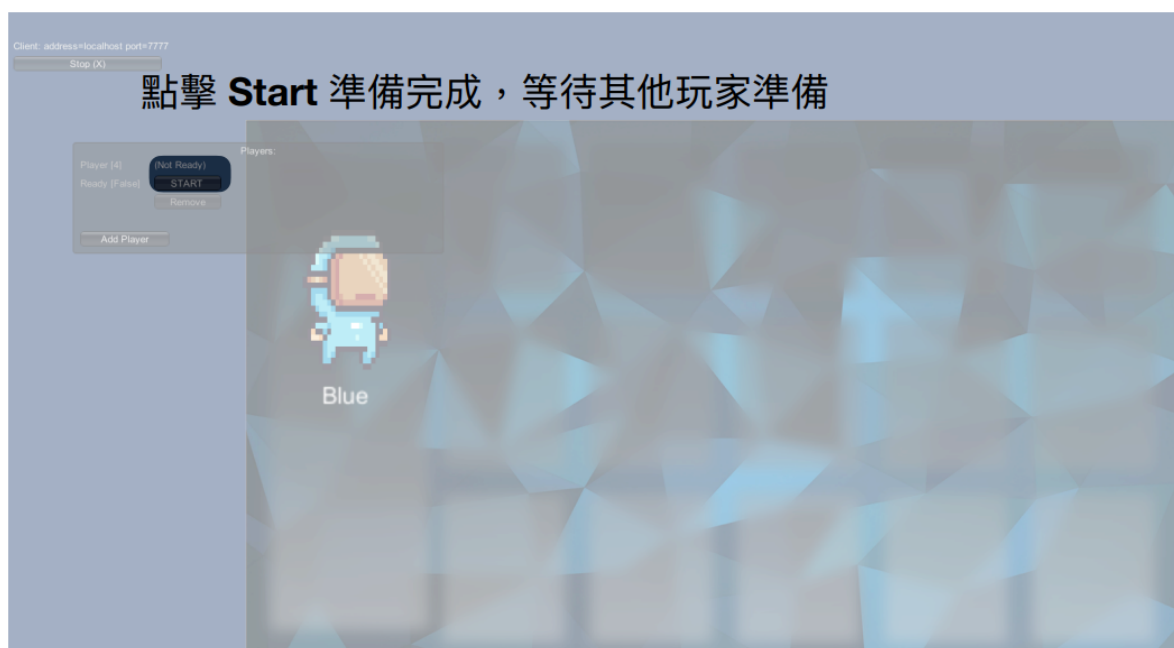 Client: address=localhost port=7777
Stop (X)
點擊 Start 準備完成，等待其他玩家準備
Players:
Player [4] (Not Ready)
Ready [False] START
Remove
Add Player
Blue